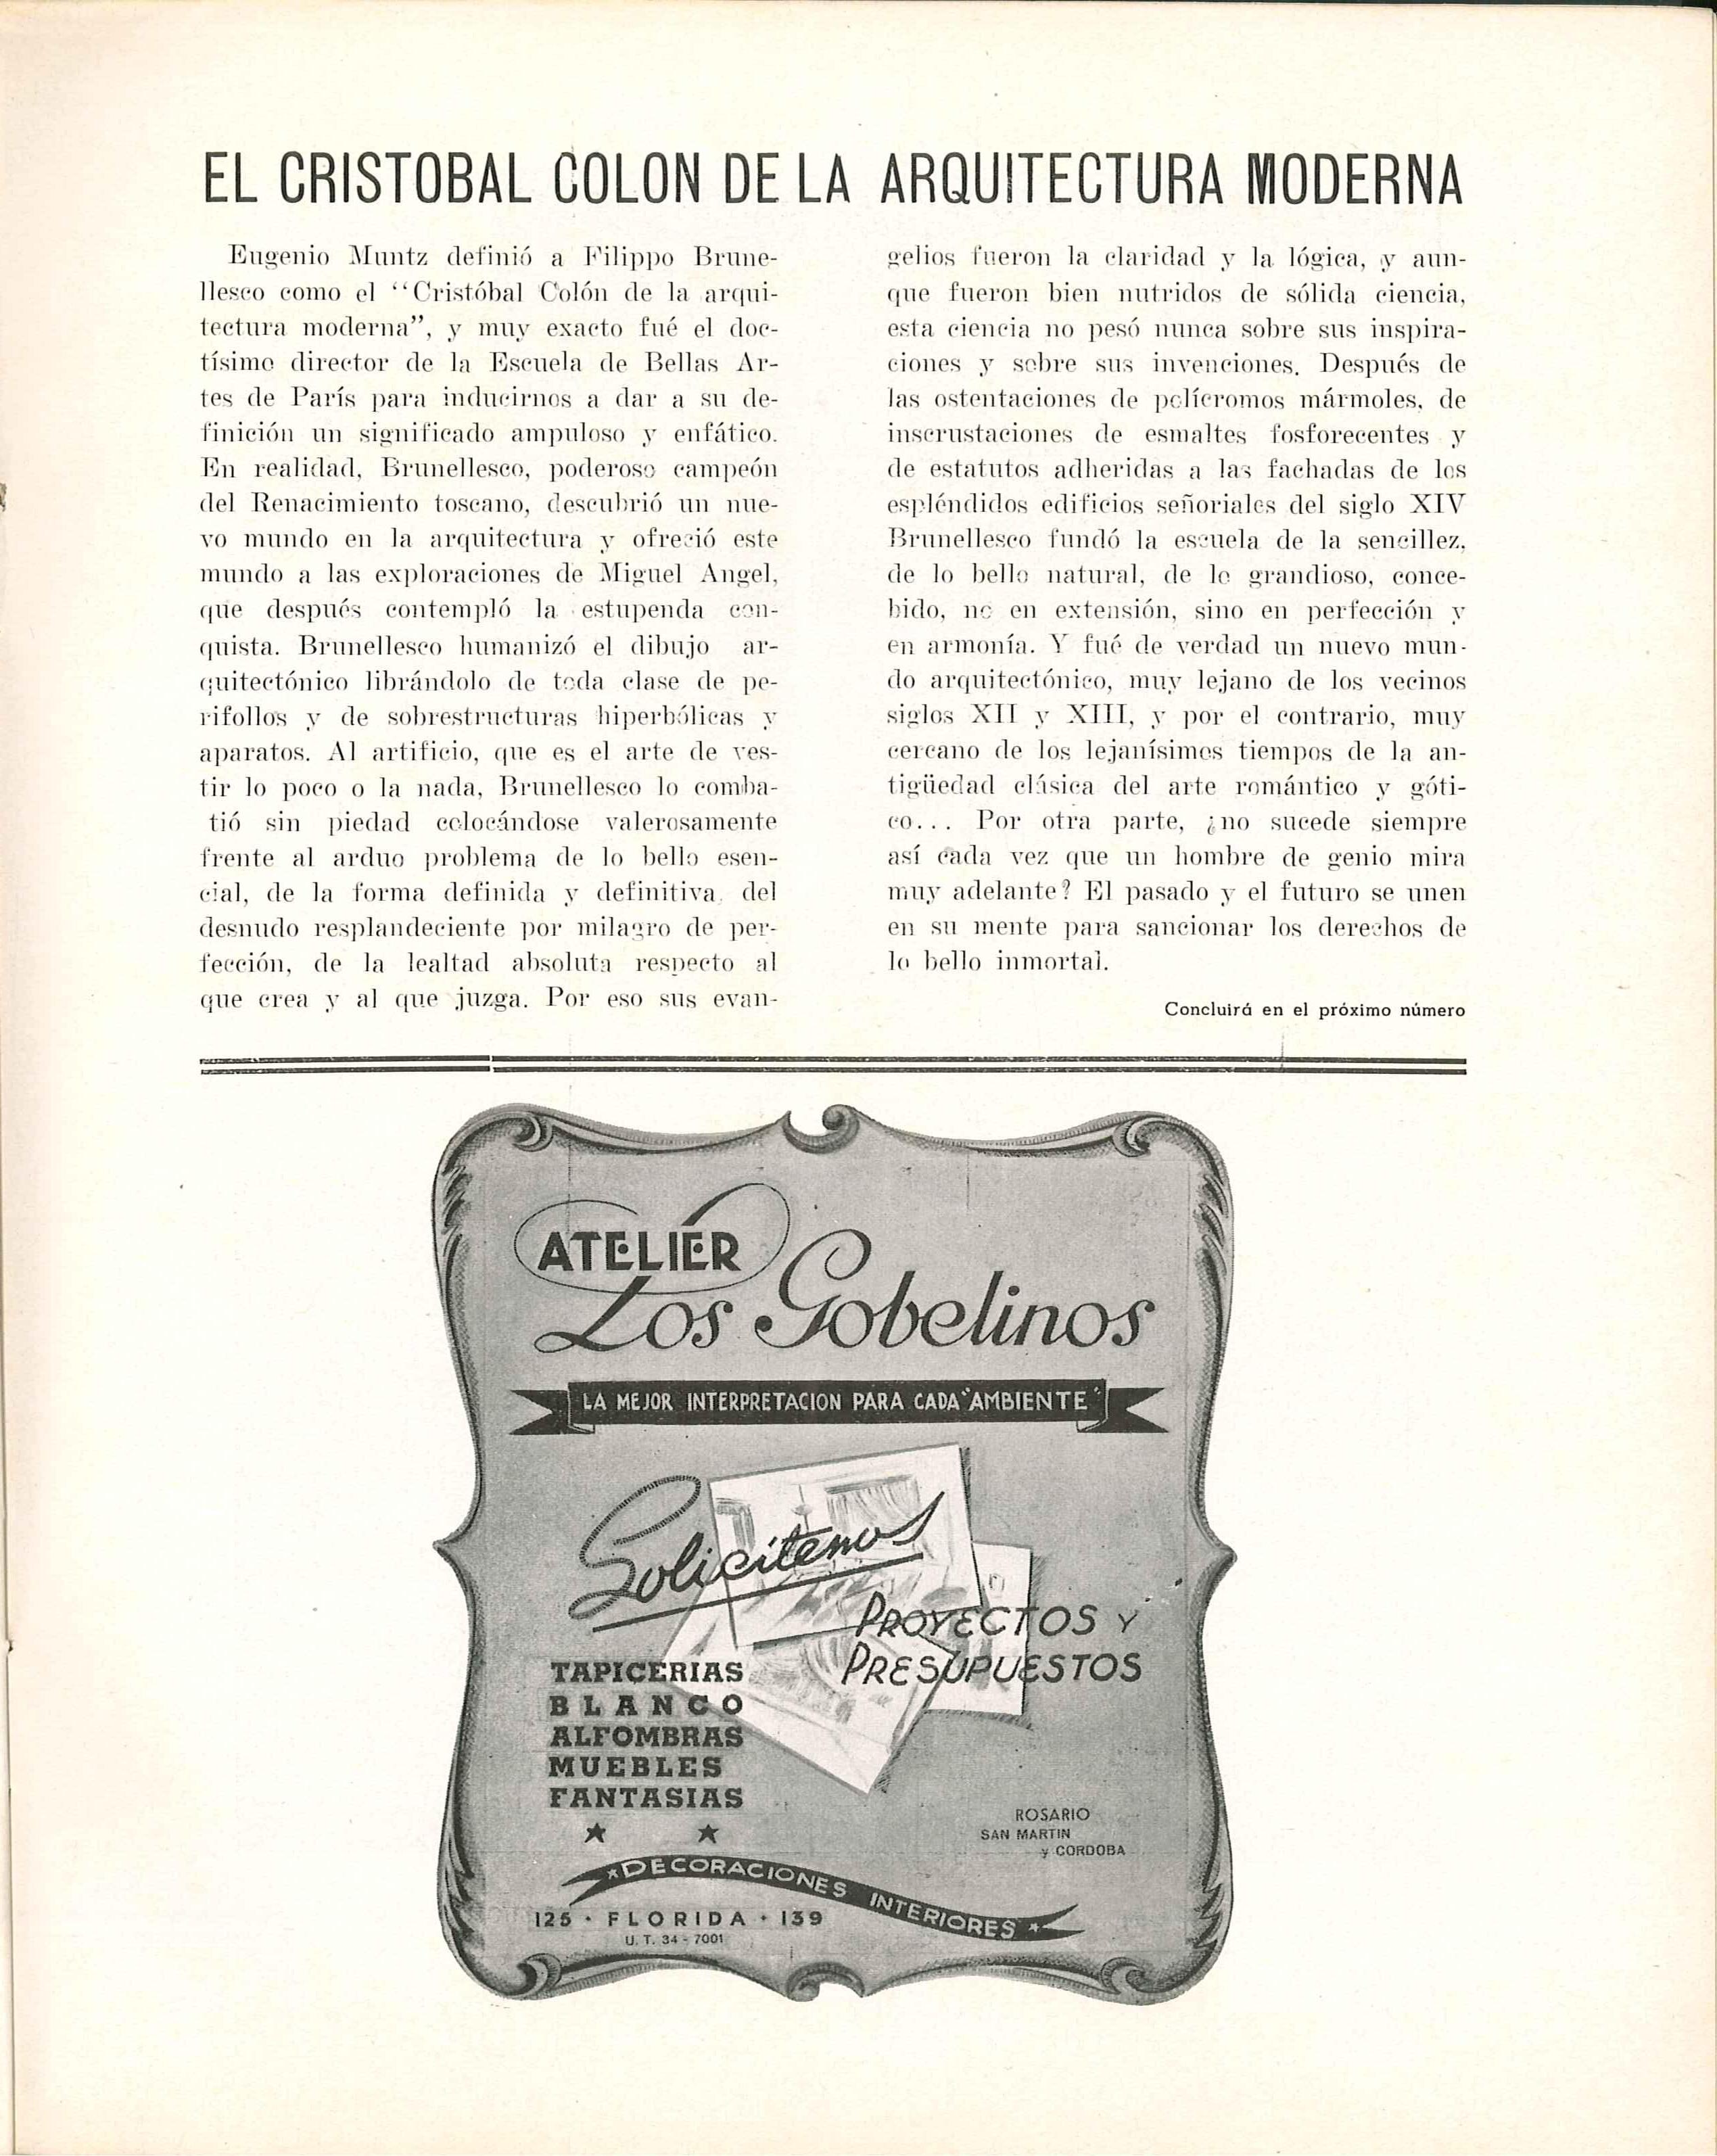 EL CRISTOBAL COLON DE LA ARQUITECTURA MODERNA
Eugenio Muntz definió a Filippo Brune-
llesco como el "Cristóbal Colón de la arqui-
tectura moderna", y muy exacto fué el doc-
tísimo director de la Escuela de Bellas Ar-
tes de París para inducirnos a dar a su de-
finición un significado ampuloso y enfático.
En realidad, Brunellesco, poderoso campeón
del Renacimiento toscano, descubrió un nue-
vo mundo en la arquitectura y ofreció este
mundo a las exploraciones de Miguel Angel,
que después contempló la estupenda con-
quista. Brunellesco humanizó el dibujo ar-
quitectónico librándolo de toda clase de pe-
rifollos y de sobrestructuras hiperbólicas y
aparatos. Al artificio, que es el arte de ves-
tir lo poco o la nada, Brunellesco lo comba-
tió sin piedad colocándose valerosamente
frente al arduo problema de lo bello esen-
cial, de la forma definida y definitiva, del
desnudo resplandeciente por milagro de per-
fección, de la lealtad absoluta respecto al
que crea y al que juzga. Por eso sus evan-
gelios fueron la claridad y la lógica, y aun-
que fueron bien nutridos de sólida ciencia,
esta ciencia no pesó nunca sobre sus inspira-
ciones y sobre sus invenciones. Después de
las ostentaciones de polícromos mármoles, de
inscrustaciones de esmaltes fosforecentes y
de estatutos adheridas a las fachadas de los
espléndidos edificios señoriales del siglo XIV
Brunellesco fundó la escuela de la sencillez,
de lo bello natural, de lo grandioso, conce-
bido, no en extensión, sino en perfección y
en armonía. Y fué de verdad un nuevo mun-
do arquitectónico, muy lejano de los vecinos
siglos XII y XIII, y por el contrario, muy
cercano de los lejanísimos tiempos de la an-
tigüedad clásica del arte romántico y góti-
co... Por otra parte, ¿no sucede siempre
así cada vez que un hombre de genio mira
muy adelante? El pasado y el futuro se unen
en su mente para sancionar los derechos de
lo bello inmortal.
Concluirá en el próximo número
ATELIER
Los Gobelinos
LA MEJOR INTERPRETACION PARA CADA "AMBIENTE"
Solicitenos
PROYECTOS Y
PRESUPUESTOS
TAPICERIAS
BLANCO
ALFOMBRAS
MUEBLES
FANTASIAS
ROSARIO
SAN MARTIN
y CORDOBA
DECORACIONES INTERIORES
125 · FLORIDA · 139
U. T. 34 - 7001